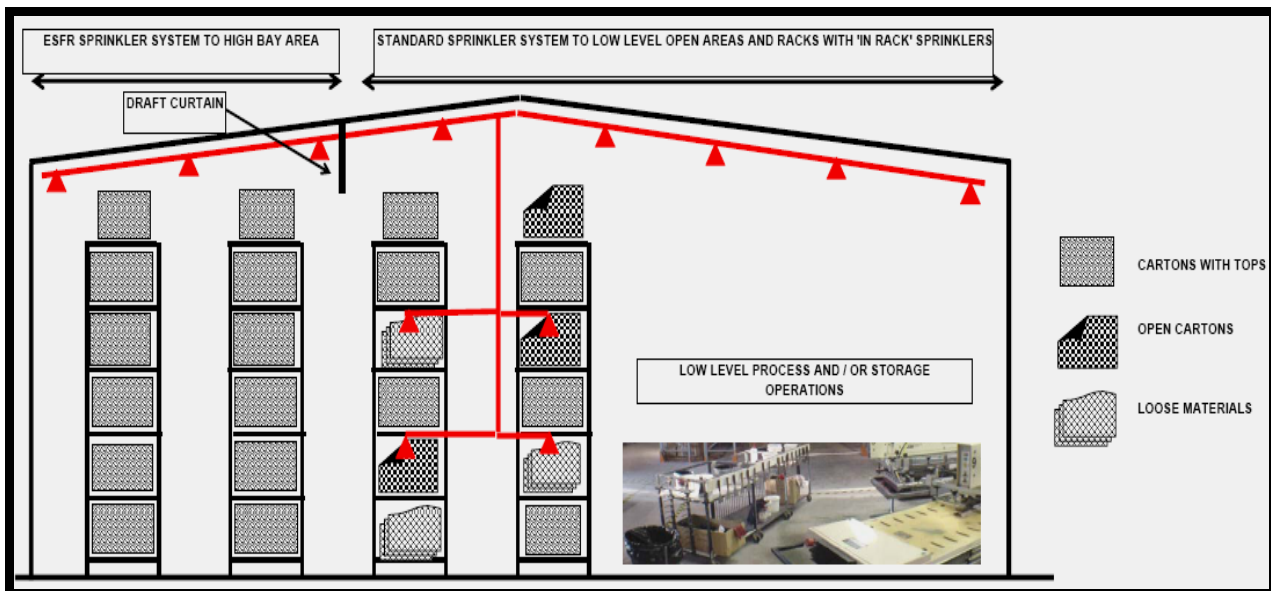 ESFR SPRINKLER SYSTEM TO HIGH BAY AREA
STANDARD SPRINKLER SYSTEM TO LOW LEVEL OPEN AREAS AND RACKS WITH 'IN RACK' SPRINKLERS
DRAFT CURTAIN
CARTONS WITH TOPS
OPEN CARTONS
LOW LEVEL PROCESS AND / OR STORAGE
OPERATIONS
LOOSE MATERIALS